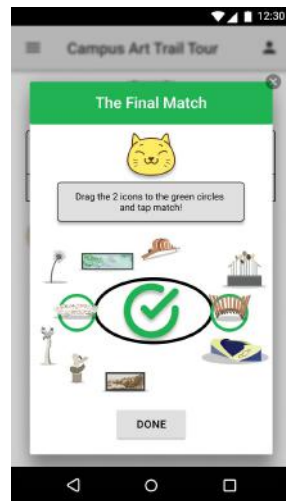 12:30
Campus Art Trail Tour
The Final Match
Drag the 2 icons to the green circles
and tap match!
DONE